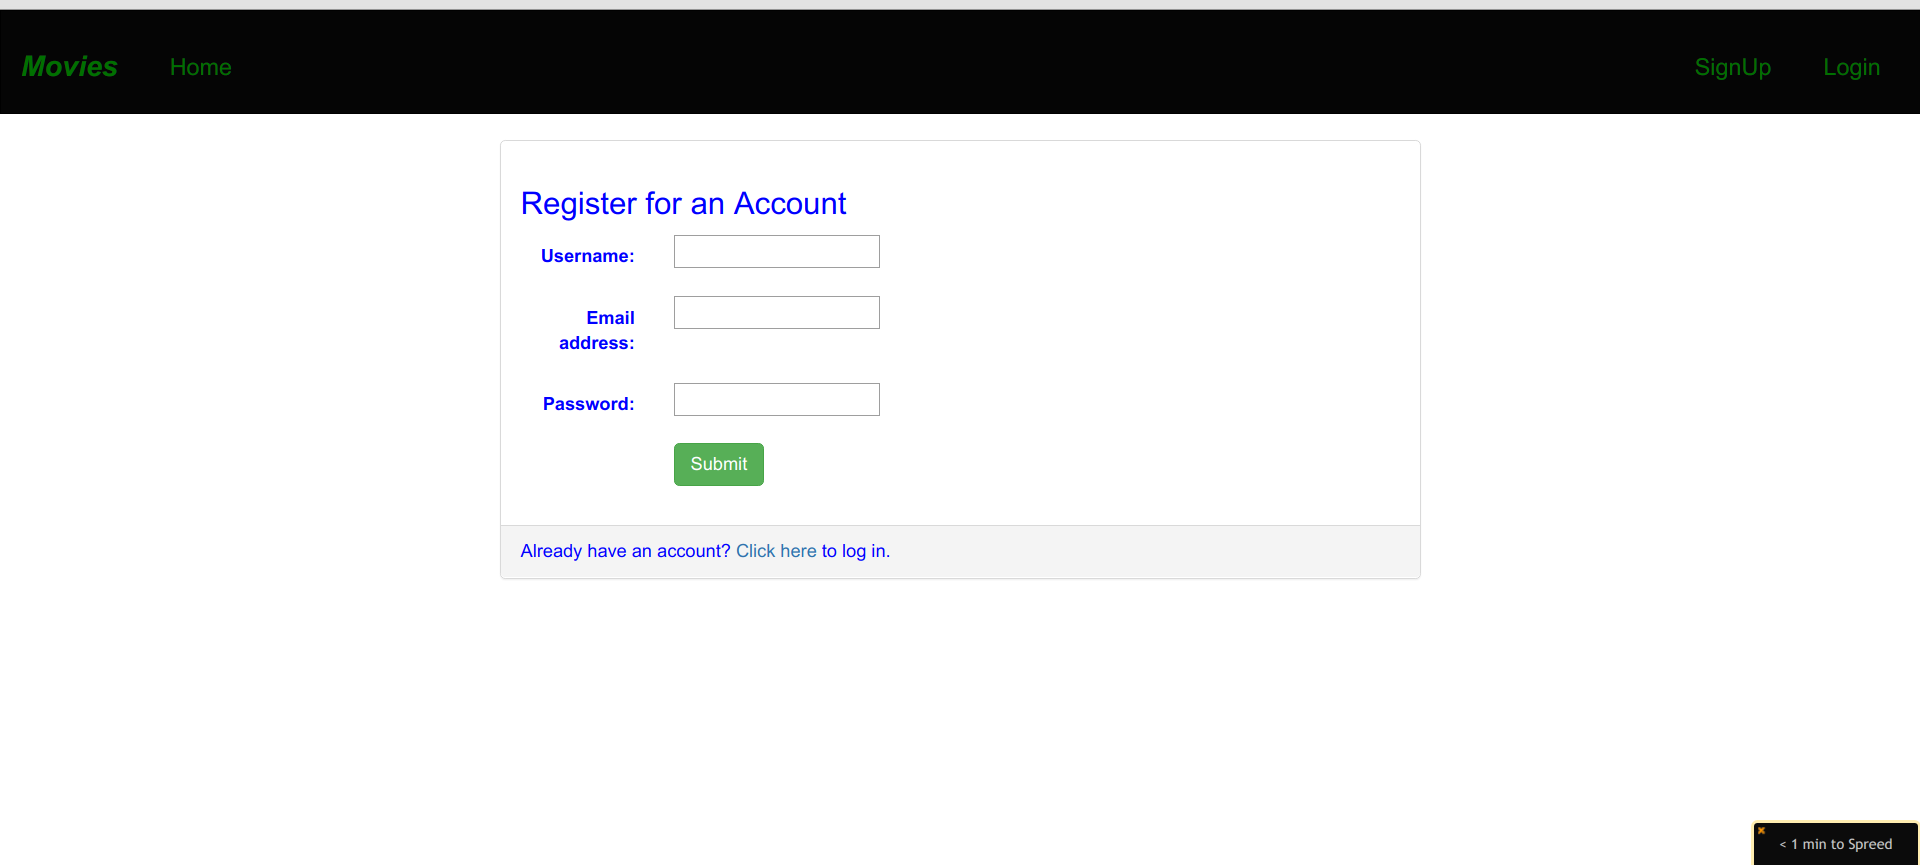 Movies Home SignUp Login
Register for an Account
Username:
Email
address:
Password:
Submit
Already have an account? Click here to log in.
< 1 min to Spreed